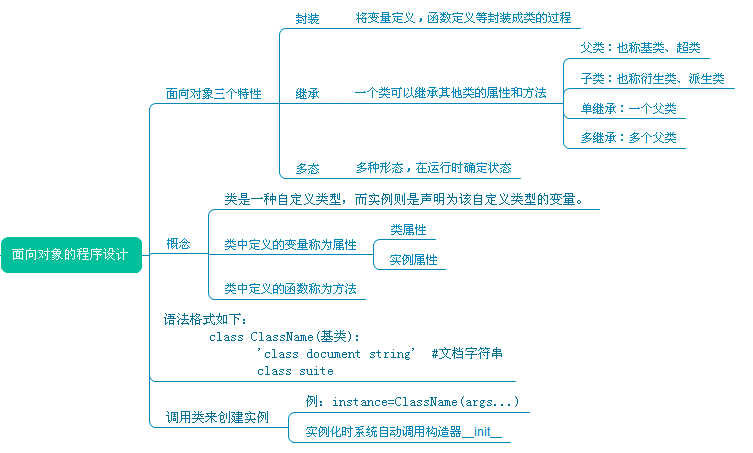 面向对象的程序设计
面向对象三个特性
封装
将变量定义，函数定义等封装成类的过程
继承
一个类可以继承其他类的属性和方法
父类：也称基类、超类
子类：也称衍生类、派生类
单继承：一个父类
多继承：多个父类
多态
多种形态，在运行时确定状态
概念
类是一种自定义类型，而实例则是声明为该自定义类型的变量。
类中定义的变量称为属性
类属性
实例属性
类中定义的函数称为方法
语法格式如下：
class ClassName(基类):
'class document string' #文档字符串
class suite
调用类来创建实例
例：instance=ClassName(args...)
实例化时系统自动调用构造器__init__